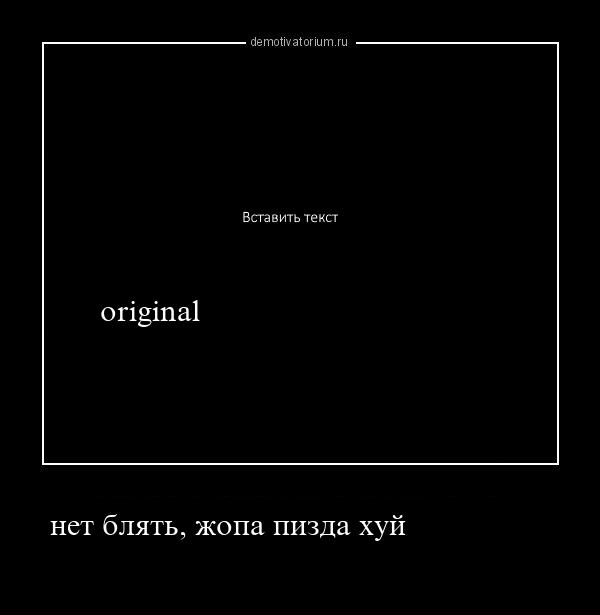 demotivatorium.ru
Вставить текст
original
нет блять, жопа пизда хуй